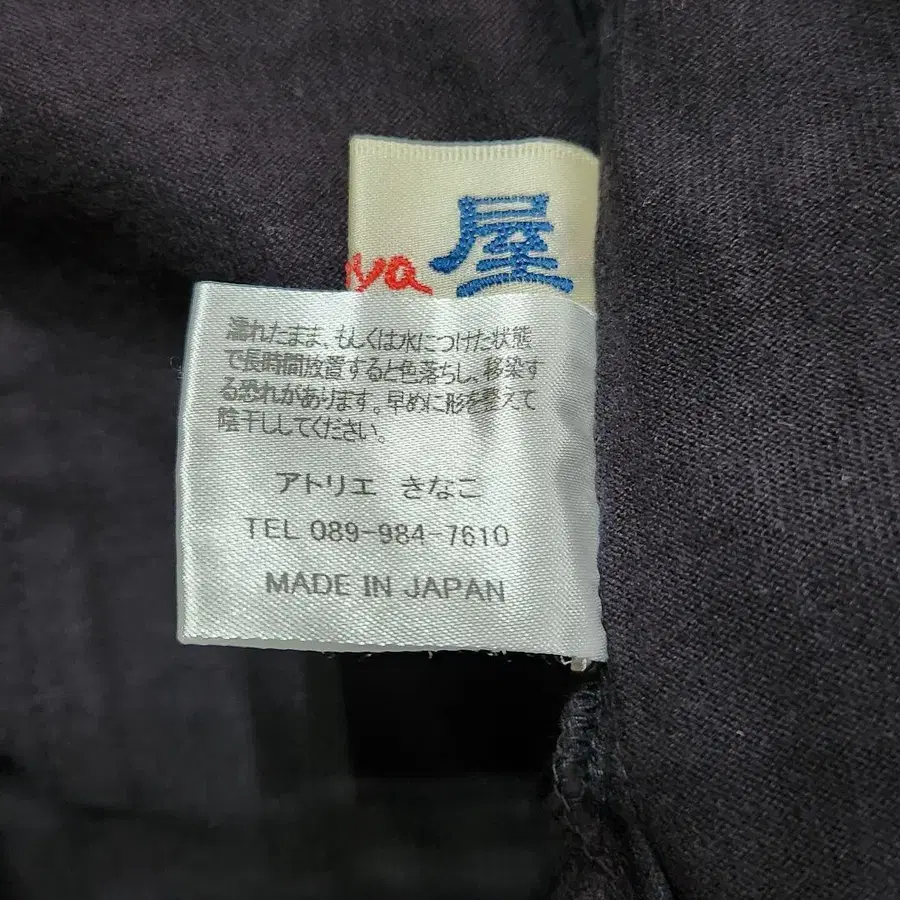 屋
ya
濡れたまま、もしくは水につけた状態
で長時間放置すると色落ちし、移染す
る恐れがあります。早めに形を整えて
陰干ししてください。
アトリエ きなこ
TEL 089-984-7610
MADE IN JAPAN